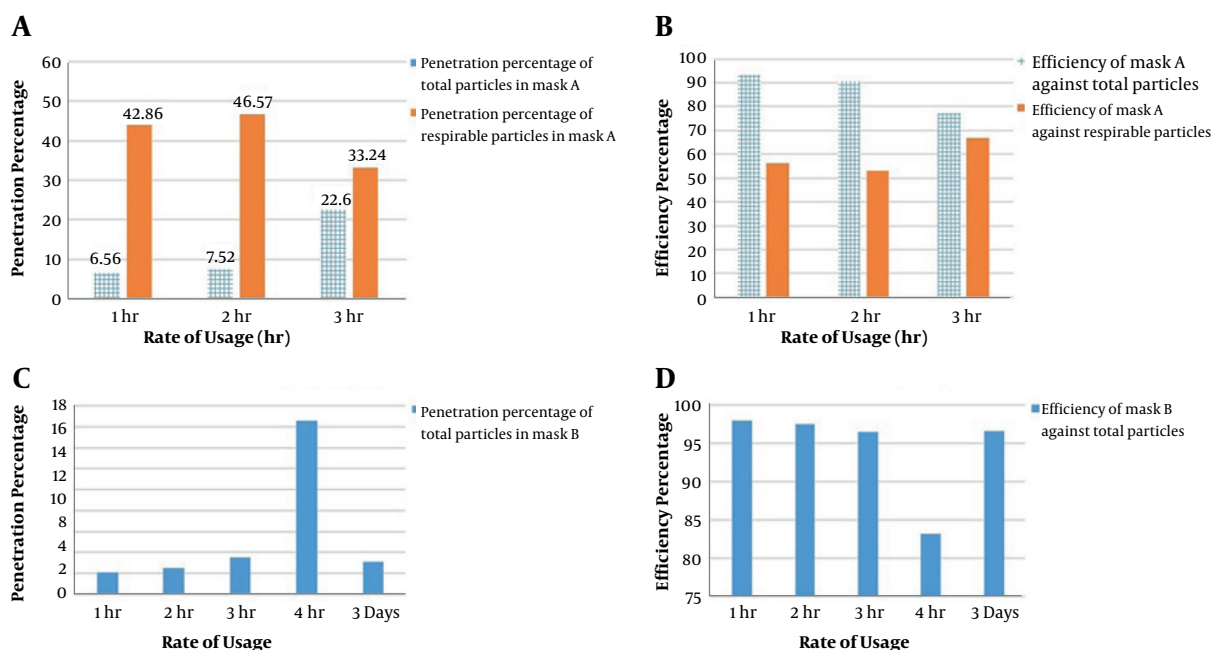 A
Penetration Percentage
60
50
40
30
20
10
0
42.86
46.57
33.24
6.56
7.52
22.6
1 hr
2 hr
3 hr
Rate of Usage (hr)
Penetration percentage of
total particles in mask A
Penetration percentage of
respirable particles in mask A
B
Efficiency Percentage
100
90
80
70
60
50
40
30
20
10
0
1 hr
2 hr
3 hr
Rate of Usage (hr)
Efficiency of mask A
against total particles
Efficiency of mask A
against respirable particles
C
Penetration Percentage
18
16
14
12
10
8
6
4
2
0
1 hr
2 hr
3 hr
4 hr
3 Days
Rate of Usage
Penetration percentage of
total particles in mask B
D
Efficiency Percentage
100
95
90
85
80
75
1 hr
2 hr
3 hr
4 hr
3 Days
Rate of Usage
Efficiency of mask B
against total particles